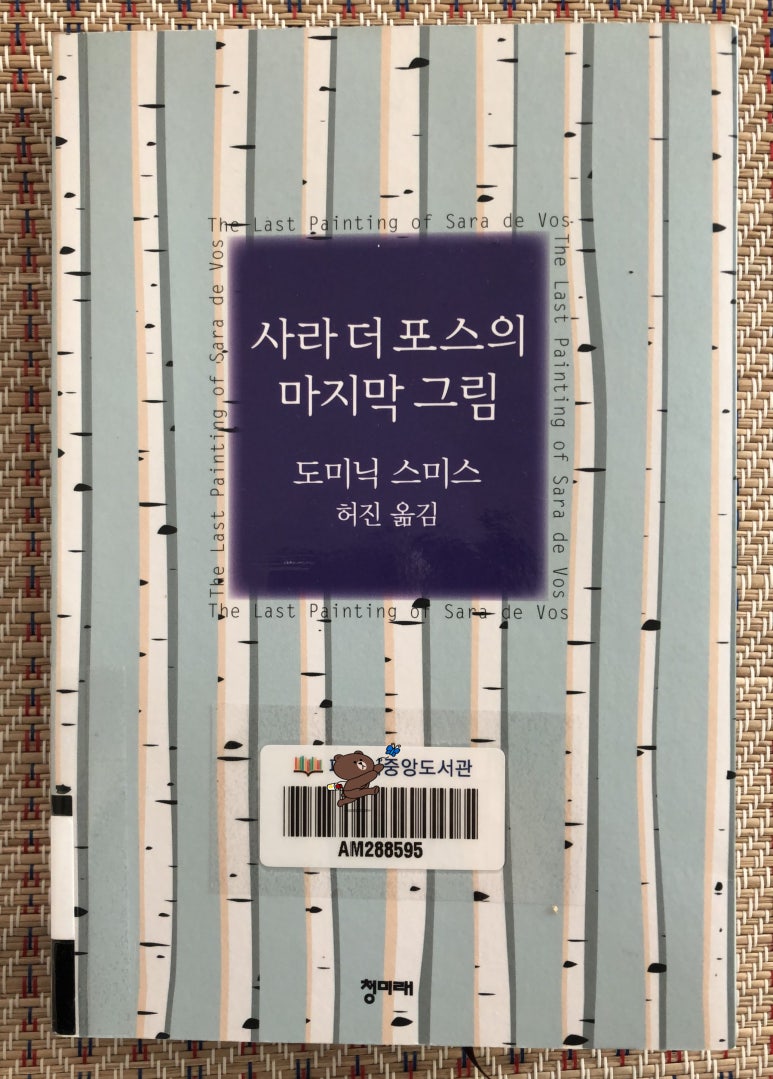 The Last Painting of Sara de Vos
The Last Painting of Sara de Vos
The Last Painting of Sara de Vos
사라 더 포스의
마지막 그림
도미닉 스미스
허진 옮김
The Last Painting of Sara de Vos
중앙도서관
AM288595
청미래